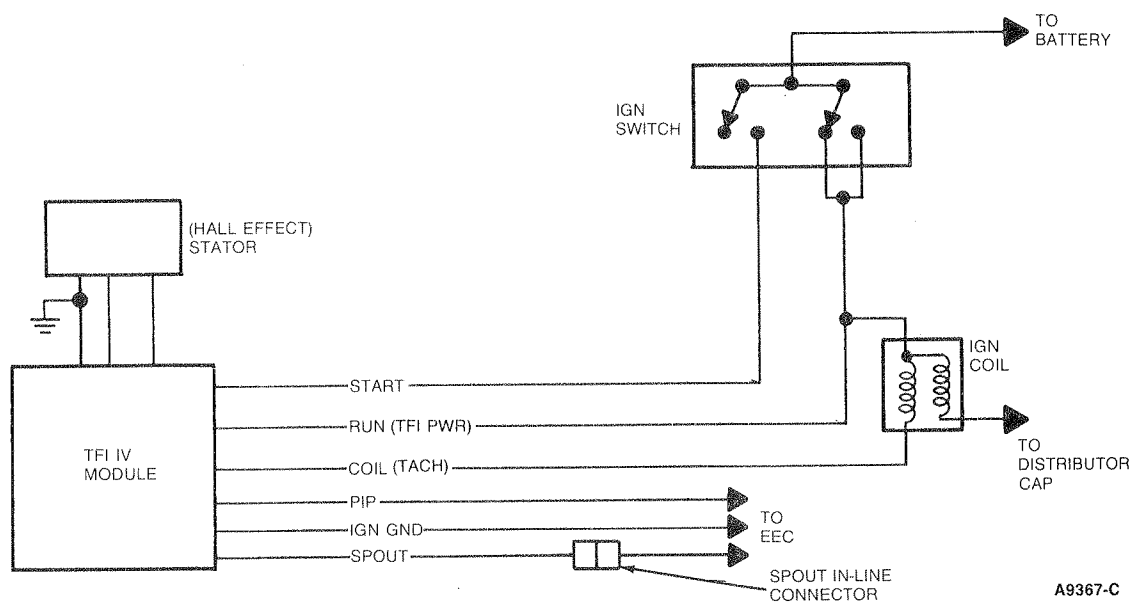 TO
BATTERY
IGN
SWITCH
(HALL EFFECT)
STATOR
IGN
COIL
START
RUN (TFI PWR)
TFI IV
MODULE
COIL (TACH)
TO
DISTRIBUTOR
CAP
PIP
IGN GND
TO
EEC
SPOUT
SPOUT IN-LINE
CONNECTOR
A9367-C